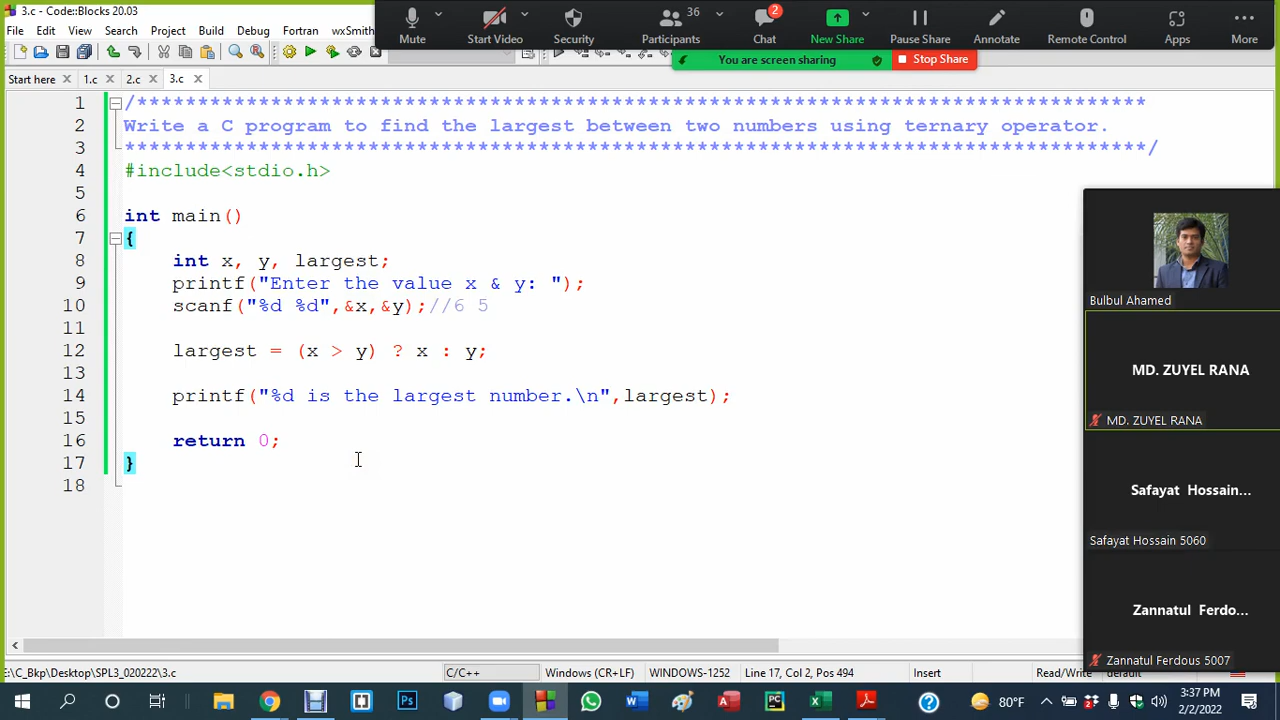 3.c - Code::Blocks 20.03
File Edit View Search Project Build Debug Fortran wxSmith
Mute Start Video Security 36 Participants 2 Chat New Share Pause Share Annotate Remote Control Apps More
You are screen sharing Stop Share
Start here 1.c 2.c 3.c
1 /***********************************************************************************
2 Write a C program to find the largest between two numbers using ternary operator.
3 ************************************************************************************/
4 #include<stdio.h>
5
6 int main()
7 {
8 int x, y, largest;
9 printf("Enter the value x & y: ");
10 scanf("%d %d",&x,&y);//6 5
11
12 largest = (x > y) ? x : y;
13
14 printf("%d is the largest number.\n",largest);
15
16 return 0;
17 }
18
Bulbul Ahamed
MD. ZUYEL RANA
MD. ZUYEL RANA
Safayat Hossain...
Safayat Hossain 5060
Zannatul Ferdo...
Zannatul Ferdous 5007
E:\C_Bkp\Desktop\SPL3_020222\3.c C/C++ Windows (CR+LF) WINDOWS-1252 Line 17, Col 2, Pos 494 Insert Read/Write default
80°F 3:37 PM
2/2/2022